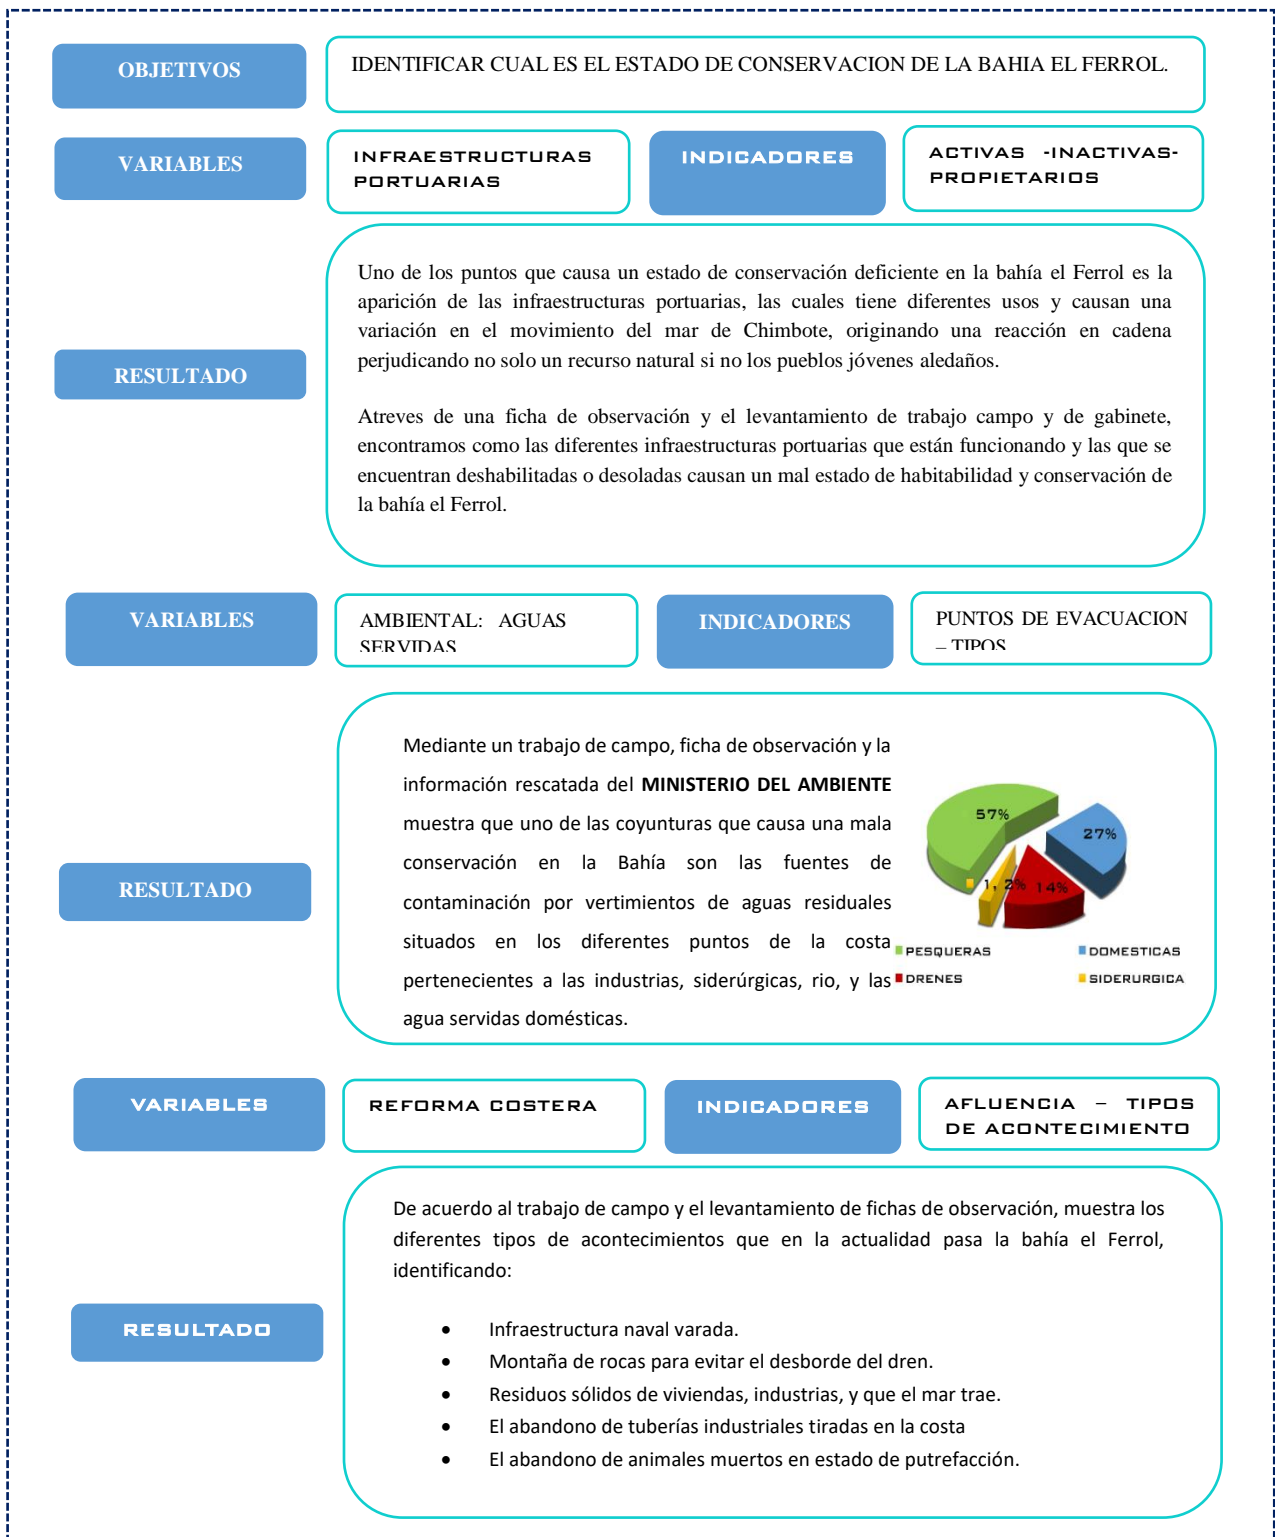 OBJETIVOS
IDENTIFICAR CUAL ES EL ESTADO DE CONSERVACION DE LA BAHIA EL FERROL.
VARIABLES
INFRAESTRUCTURAS
PORTUARIAS
INDICADORES
ACTIVAS -INACTIVAS-
PROPIETARIOS
RESULTADO
Uno de los puntos que causa un estado de conservación deficiente en la bahía el Ferrol es la
aparición de las infraestructuras portuarias, las cuales tiene diferentes usos y causan una
variación en el movimiento del mar de Chimbote, originando una reacción en cadena
perjudicando no solo un recurso natural si no los pueblos jóvenes aledaños.
Atreves de una ficha de observación y el levantamiento de trabajo campo y de gabinete,
encontramos como las diferentes infraestructuras portuarias que están funcionando y las que se
encuentran deshabilitadas o desoladas causan un mal estado de habitabilidad y conservación de
la bahía el Ferrol.
VARIABLES
AMBIENTAL: AGUAS
SERVIDAS
INDICADORES
PUNTOS DE EVACUACION
– TIPOS
RESULTADO
Mediante un trabajo de campo, ficha de observación y la
información rescatada del MINISTERIO DEL AMBIENTE
muestra que uno de las coyunturas que causa una mala
conservación en la Bahía son las fuentes de
contaminación por vertimientos de aguas residuales
situados en los diferentes puntos de la costa
pertenecientes a las industrias, siderúrgicas, rio, y las
agua servidas domésticas.
57%
27%
1, 2%
14%
PESQUERAS
DOMESTICAS
DRENES
SIDERURGICA
VARIABLES
REFORMA COSTERA
INDICADORES
AFLUENCIA – TIPOS
DE ACONTECIMIENTO
RESULTADO
De acuerdo al trabajo de campo y el levantamiento de fichas de observación, muestra los
diferentes tipos de acontecimientos que en la actualidad pasa la bahía el Ferrol,
identificando:
• Infraestructura naval varada.
• Montaña de rocas para evitar el desborde del dren.
• Residuos sólidos de viviendas, industrias, y que el mar trae.
• El abandono de tuberías industriales tiradas en la costa
• El abandono de animales muertos en estado de putrefacción.